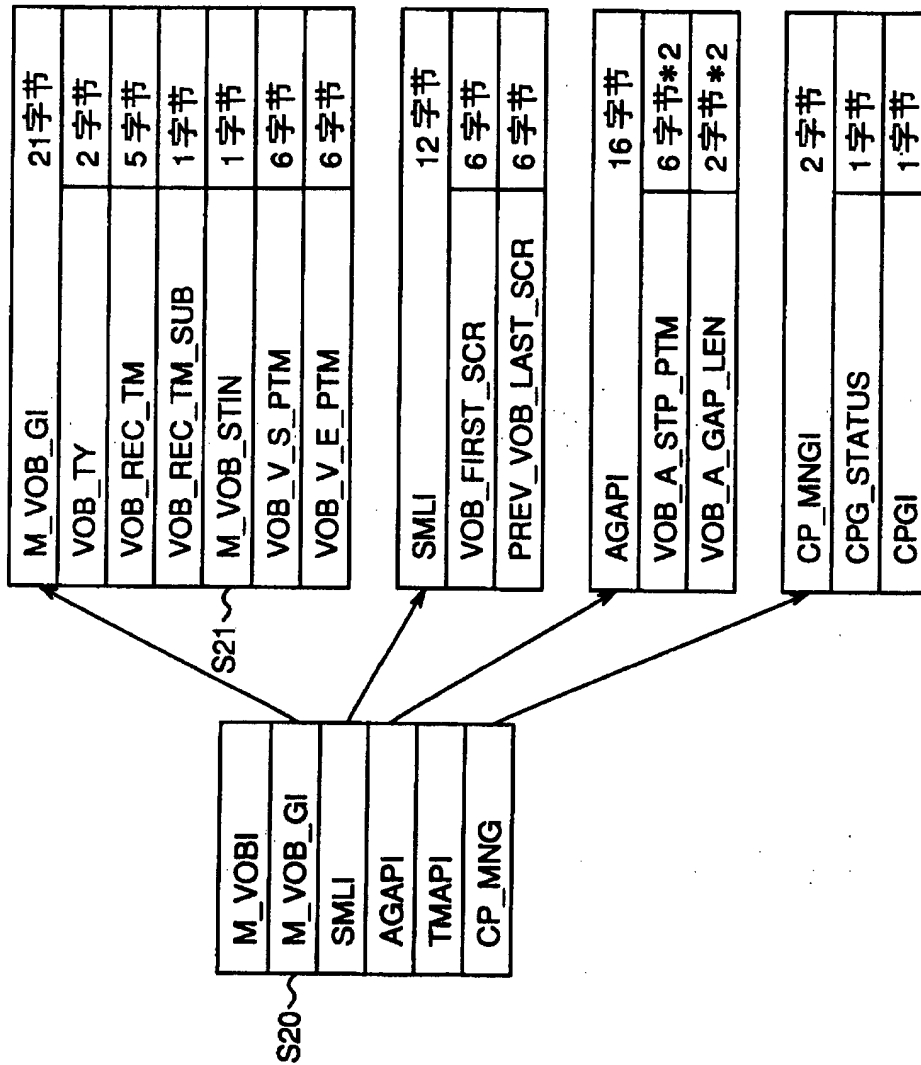 S20
M_VOBI
M_VOB_GI
SMLI
AGAPI
TMAPI
CP_MNG
S21
M_VOB_GI 21字节
VOB_TY 2字节
VOB_REC_TM 5字节
VOB_REC_TM_SUB 1字节
M_VOB_STIN 1字节
VOB_V_S_PTM 6字节
VOB_V_E_PTM 6字节
SMLI 12字节
VOB_FIRST_SCR 6字节
PREV_VOB_LAST_SCR 6字节
AGAPI 16字节
VOB_A_STP_PTM 6字节*2
VOB_A_GAP_LEN 2字节*2
CP_MNGI 2字节
CPG_STATUS 1字节
CPGI 1字节